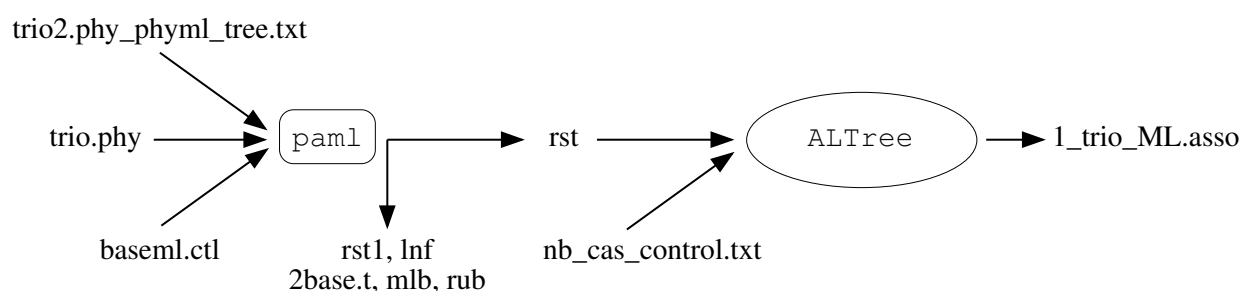 trio2.phy_phyml_tree.txt
trio.phy
paml
rst
ALTree
1_trio_ML.asso
baseml.ctl
rst1, lnf
2base.t, mlb, rub
nb_cas_control.txt